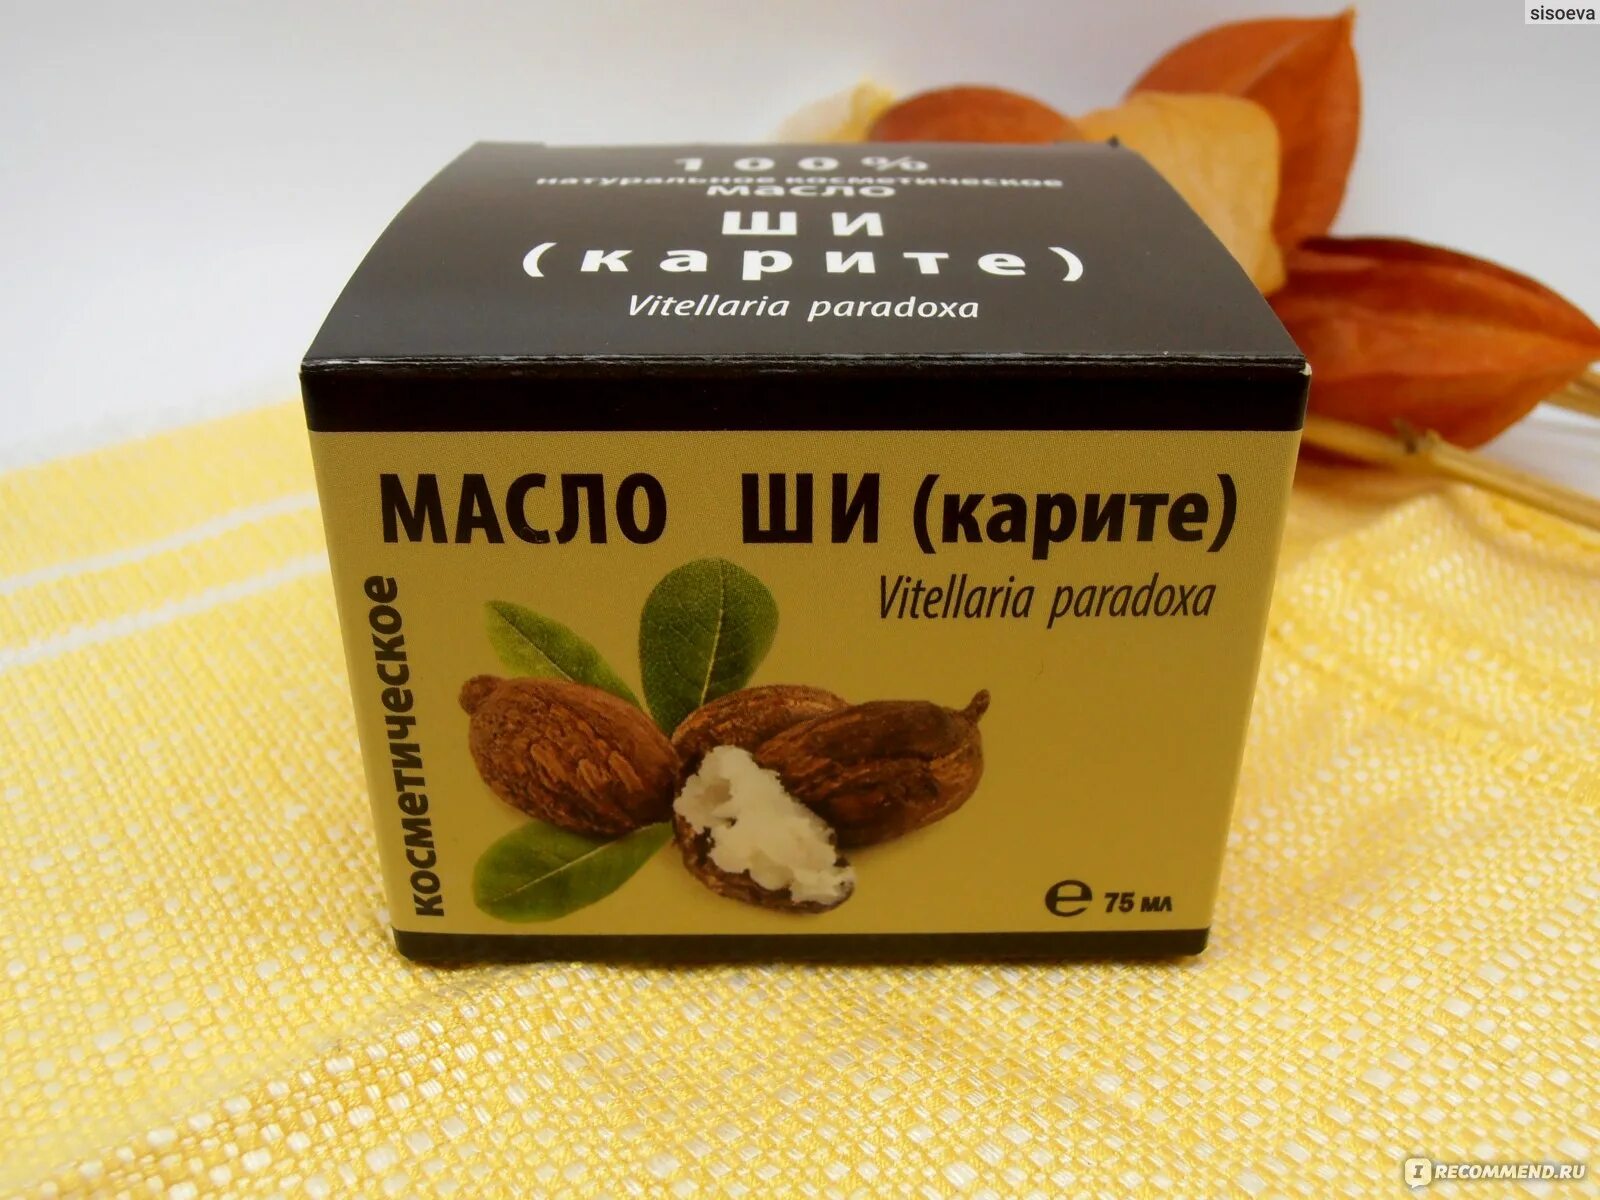 sisoeva
100%
натуральное косметическое
масло
ШИ
(карите)
Vitellaria paradoxa
МАСЛО ШИ (карите)
Vitellaria paradoxa
косметическое
℮ 75 мл
I RECOMMEND.RU